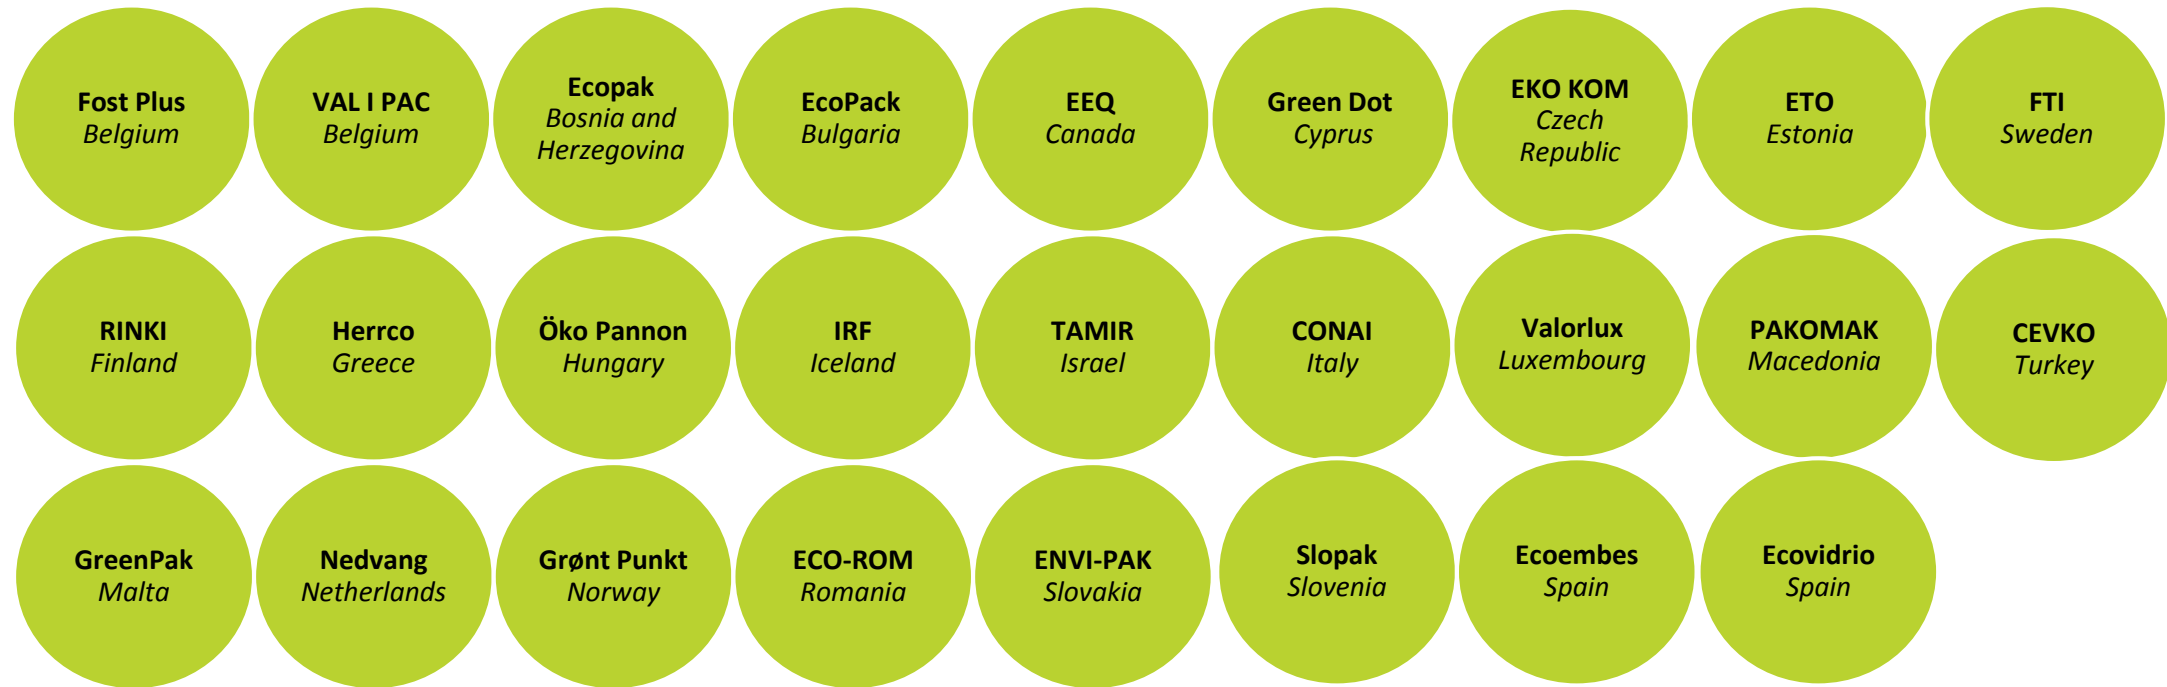 Fost Plus
Belgium
VAL I PAC
Belgium
Ecopak
Bosnia and
Herzegovina
EcoPack
Bulgaria
EEQ
Canada
Green Dot
Cyprus
EKO KOM
Czech
Republic
ETO
Estonia
FTI
Sweden
RINKI
Finland
Herrco
Greece
Öko Pannon
Hungary
IRF
Iceland
TAMIR
Israel
CONAI
Italy
Valorlux
Luxembourg
PAKOMAK
Macedonia
CEVKO
Turkey
GreenPak
Malta
Nedvang
Netherlands
Grønt Punkt
Norway
ECO-ROM
Romania
ENVI-PAK
Slovakia
Slopak
Slovenia
Ecoembes
Spain
Ecovidrio
Spain